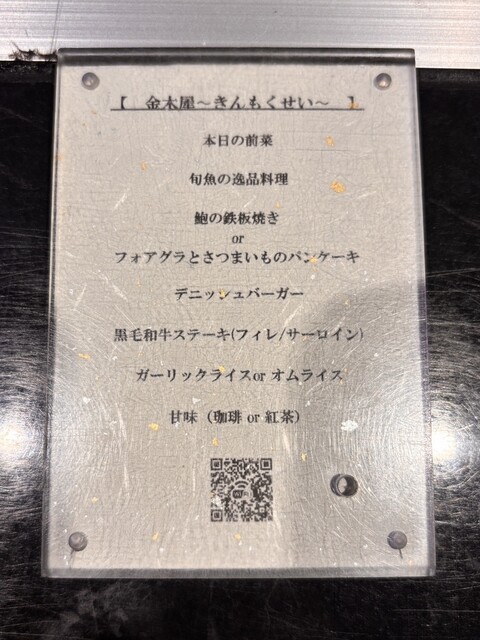 【 金木犀~きんもくせい~ 】
本日の前菜
旬魚の逸品料理
鮑の鉄板焼き
or
フォアグラとさつまいものパンケーキ
デニッシュバーガー
黒毛和牛ステーキ(フィレ/サーロイン)
ガーリックライスor オムライス
甘味(珈琲 or 紅茶)